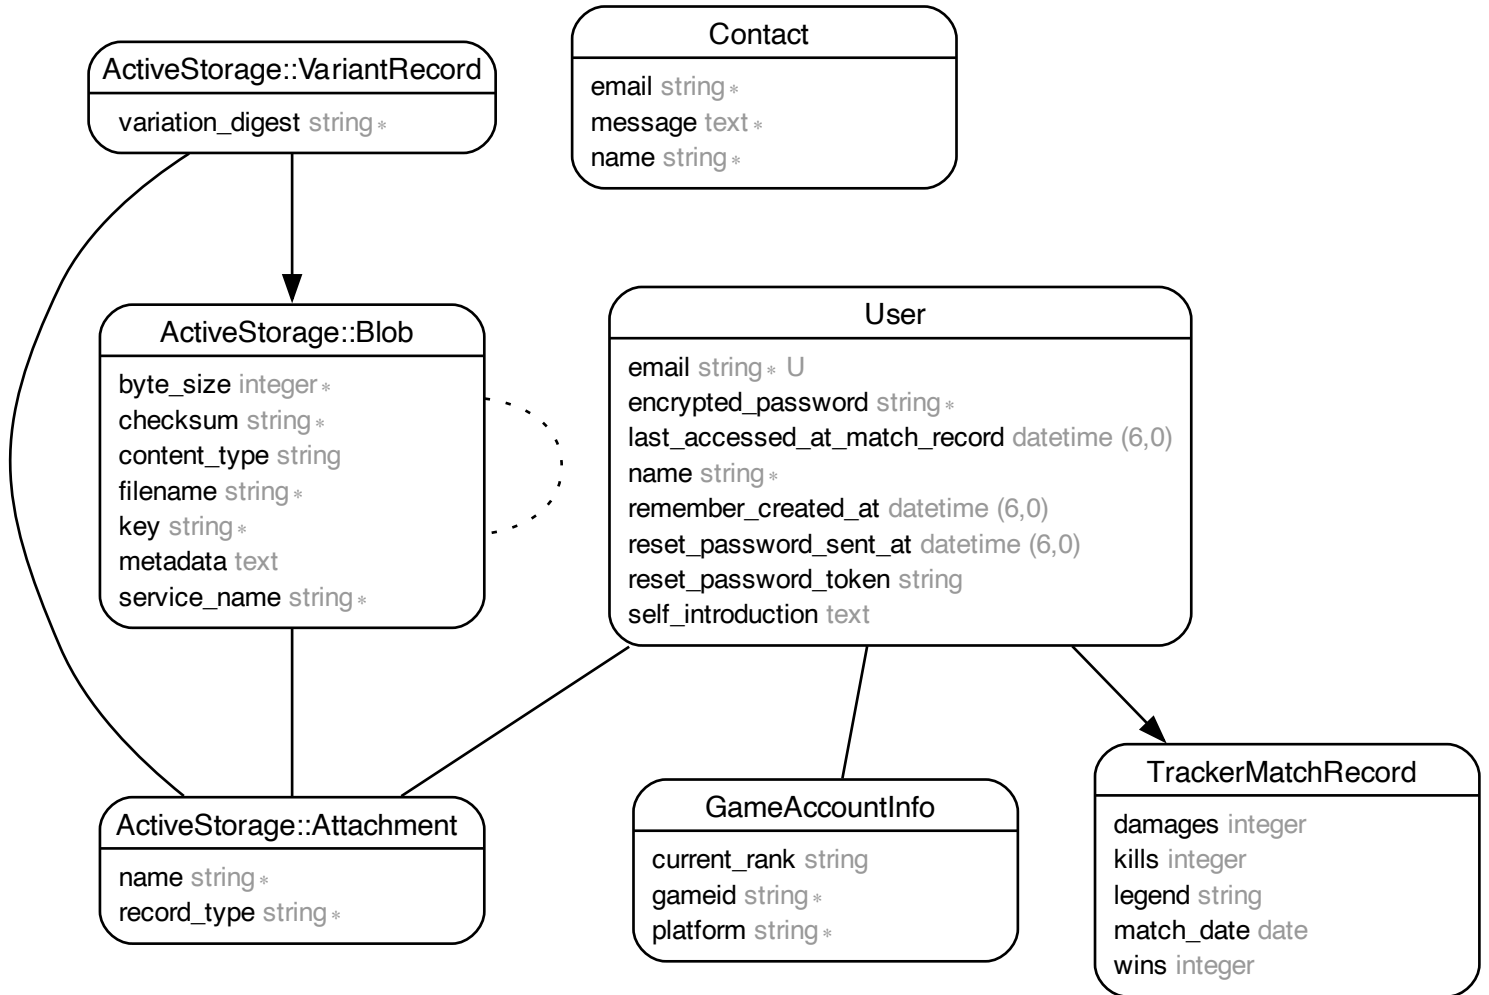 ActiveStorage::VariantRecord
variation_digest string *
Contact
email string *
message text *
name string *
ActiveStorage::Blob
byte_size integer *
checksum string *
content_type string
filename string *
key string *
metadata text
service_name string *
User
email string * U
encrypted_password string *
last_accessed_at_match_record datetime (6,0)
name string *
remember_created_at datetime (6,0)
reset_password_sent_at datetime (6,0)
reset_password_token string
self_introduction text
ActiveStorage::Attachment
name string *
record_type string *
GameAccountInfo
current_rank string
gameid string *
platform string *
TrackerMatchRecord
damages integer
kills integer
legend string
match_date date
wins integer